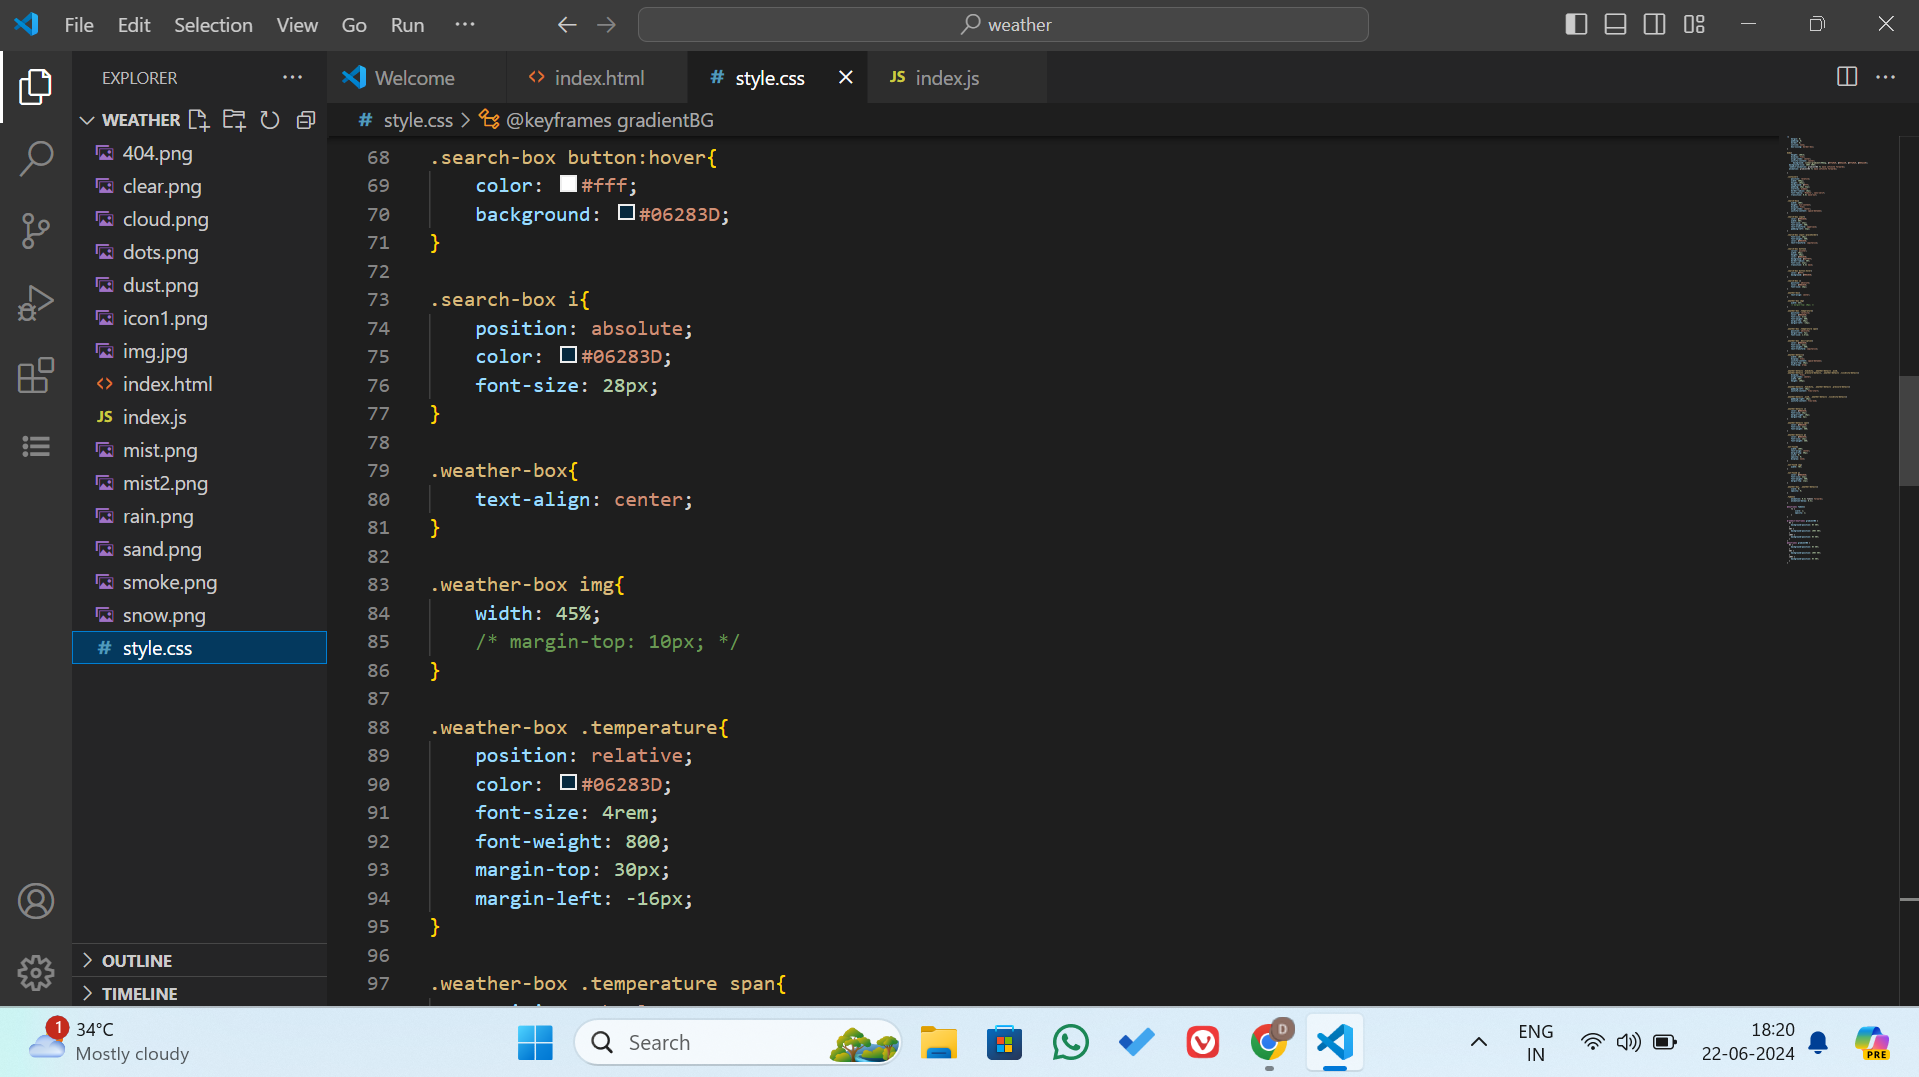 File Edit Selection View Go Run ... weather
EXPLORER ...
Welcome index.html style.css JS index.js
WEATHER
# style.css > @keyframes gradientBG
404.png
clear.png
cloud.png
dots.png
dust.png
icon1.png
img.jpg
index.html
JS index.js
mist.png
mist2.png
rain.png
sand.png
smoke.png
snow.png
# style.css
OUTLINE
TIMELINE
68 .search-box button:hover{
69 color: #fff;
70 background: #06283D;
71 }
72
73 .search-box i{
74 position: absolute;
75 color: #06283D;
76 font-size: 28px;
77 }
78
79 .weather-box{
80 text-align: center;
81 }
82
83 .weather-box img{
84 width: 45%;
85 /* margin-top: 10px; */
86 }
87
88 .weather-box .temperature{
89 position: relative;
90 color: #06283D;
91 font-size: 4rem;
92 font-weight: 800;
93 margin-top: 30px;
94 margin-left: -16px;
95 }
96
97 .weather-box .temperature span{
1
34°C
Mostly cloudy
Search
D
ENG
IN
18:20
22-06-2024
PRE